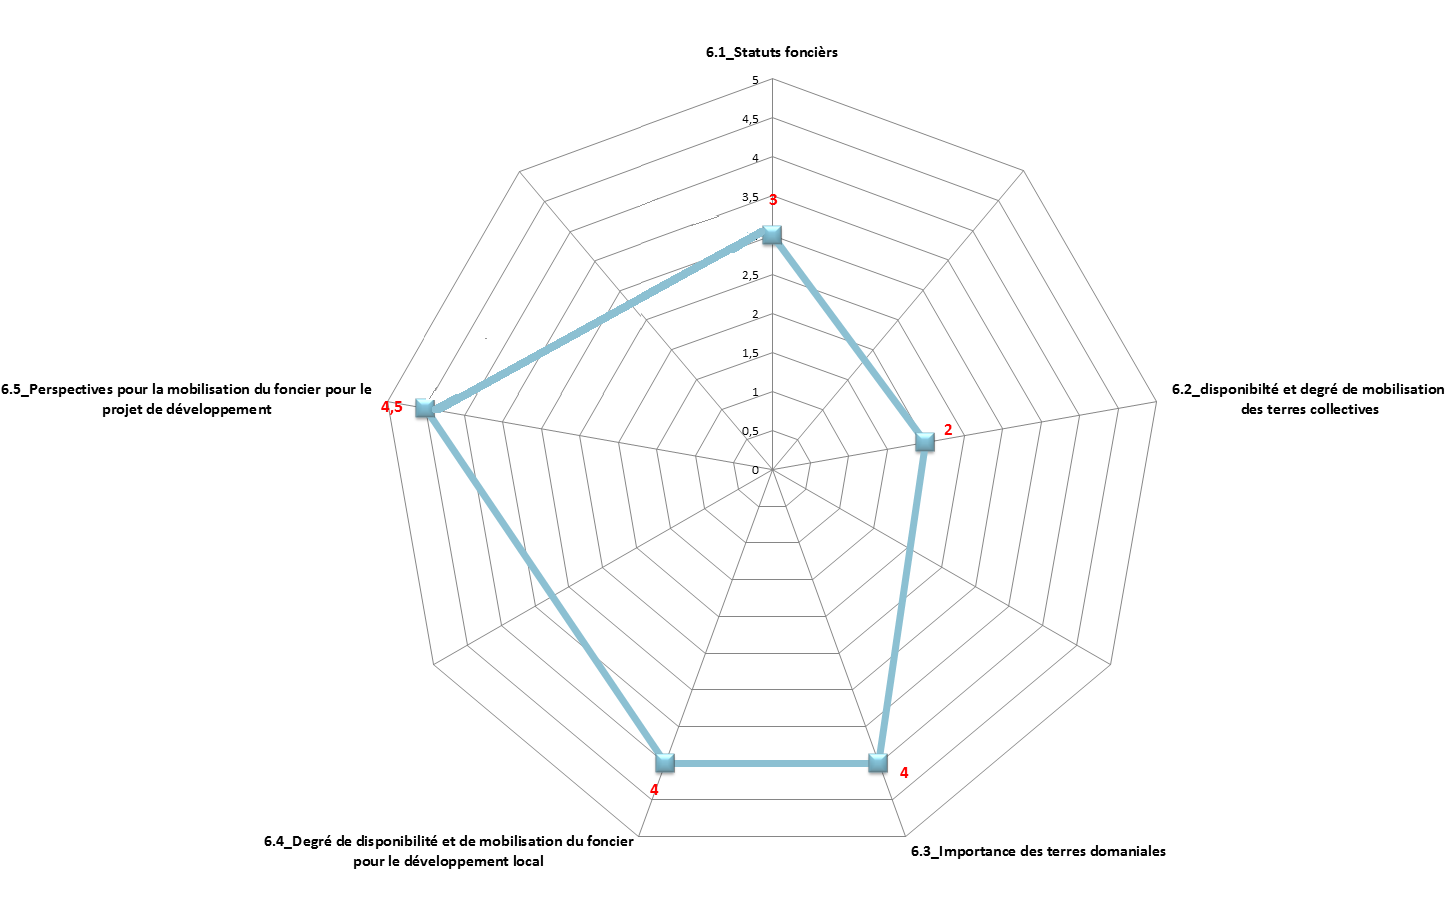 6.1_Statuts foncièrs
5
4,5
4
3,5
3
2,5
2
1,5
1
0,5
0
6.2_disponibilté et degré de mobilisation
des terres collectives
2
6.5_Perspectives pour la mobilisation du foncier pour le
projet de développement
4,5
4
4
6.4_Degré de disponibilité et de mobilisation du foncier
pour le développement local
6.3_Importance des terres domaniales